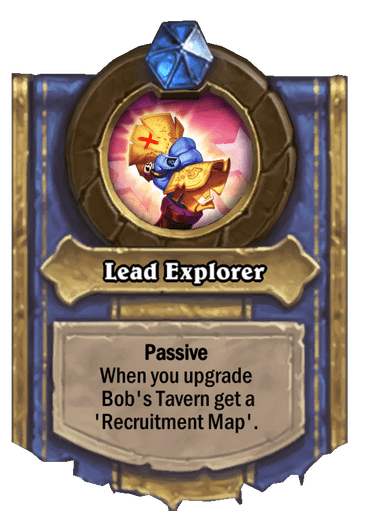 Lead Explorer
Passive
When you upgrade
Bob's Tavern get a
'Recruitment Map'.